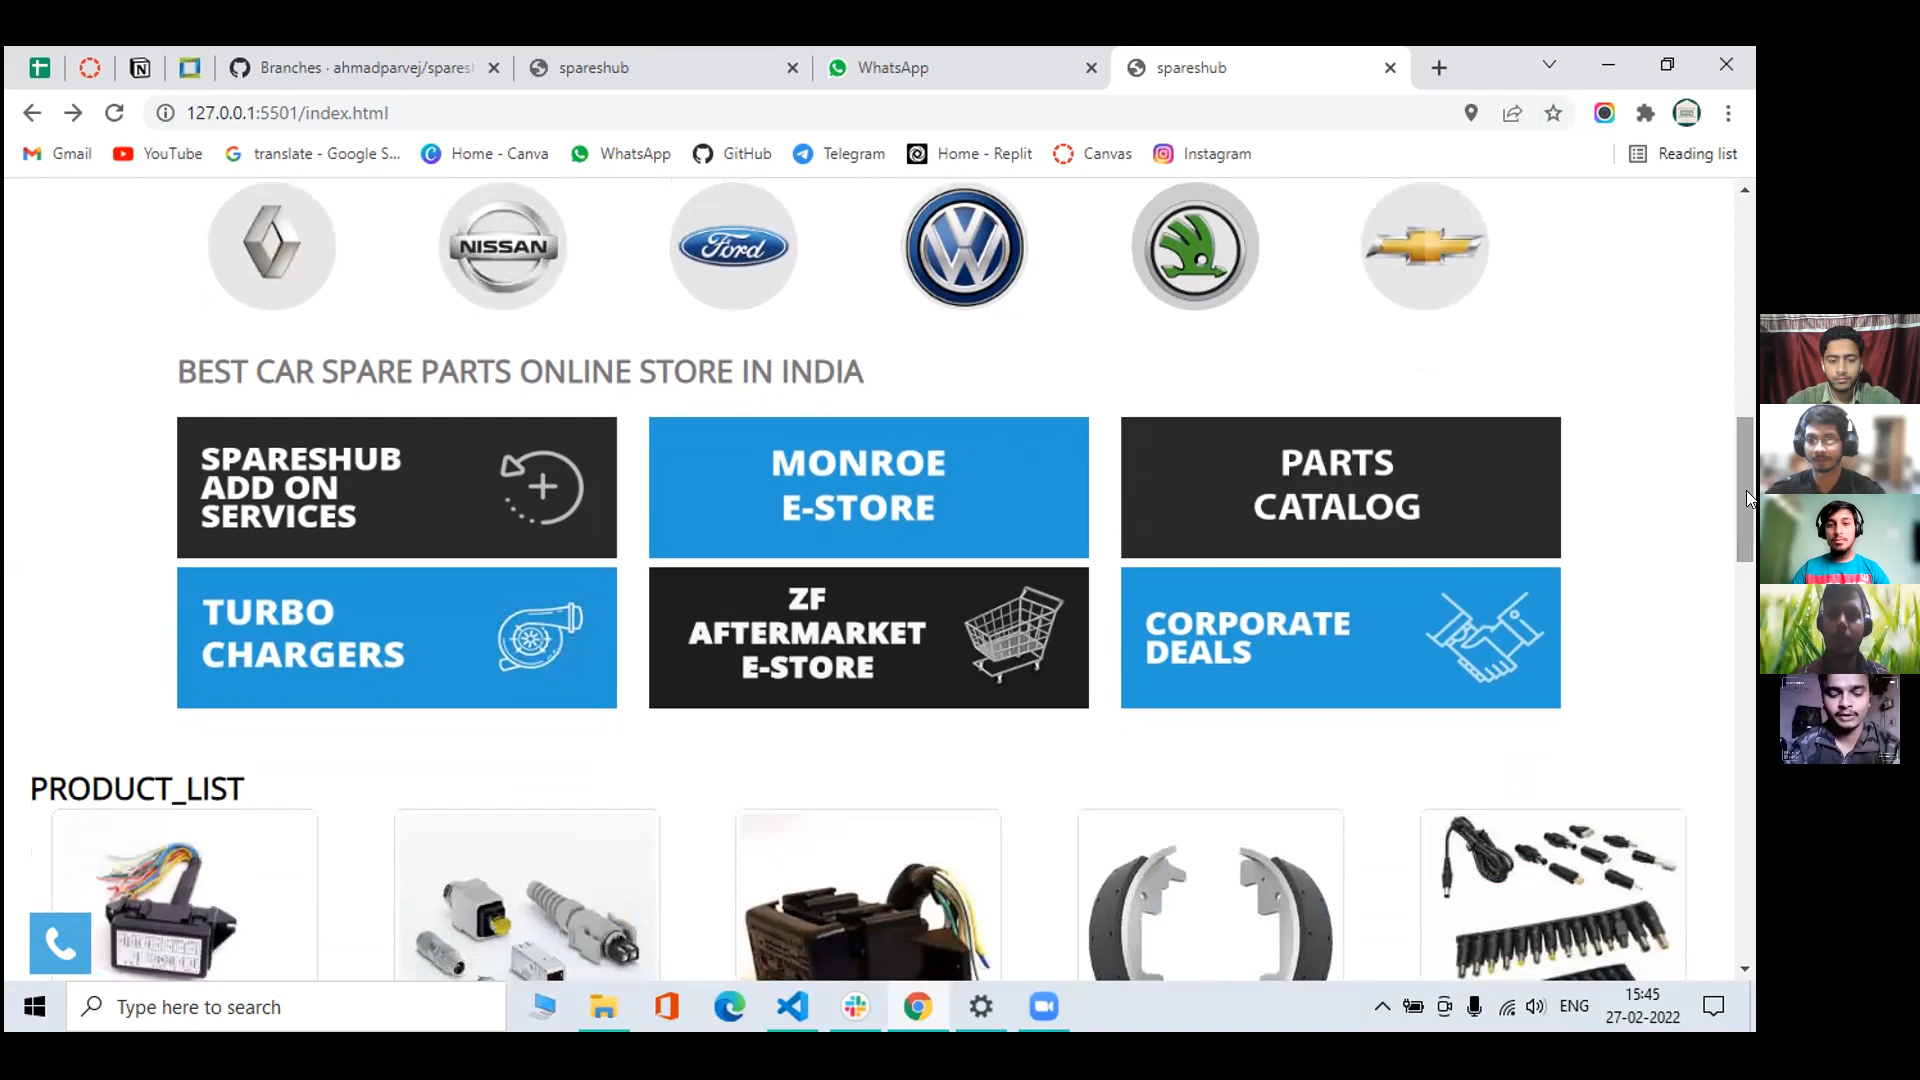 Branches · ahmadparvej/sparesh
spareshub
WhatsApp
spareshub
127.0.0.1:5501/index.html
Gmail
YouTube
translate - Google S...
Home - Canva
WhatsApp
GitHub
Telegram
Home - Replit
Canvas
Instagram
Reading list
NISSAN
Ford
BEST CAR SPARE PARTS ONLINE STORE IN INDIA
SPARESHUB
ADD ON
SERVICES
MONROE
E-STORE
PARTS
CATALOG
TURBO
CHARGERS
ZF
AFTERMARKET
E-STORE
CORPORATE
DEALS
PRODUCT_LIST
Type here to search
ENG
15:45
27-02-2022